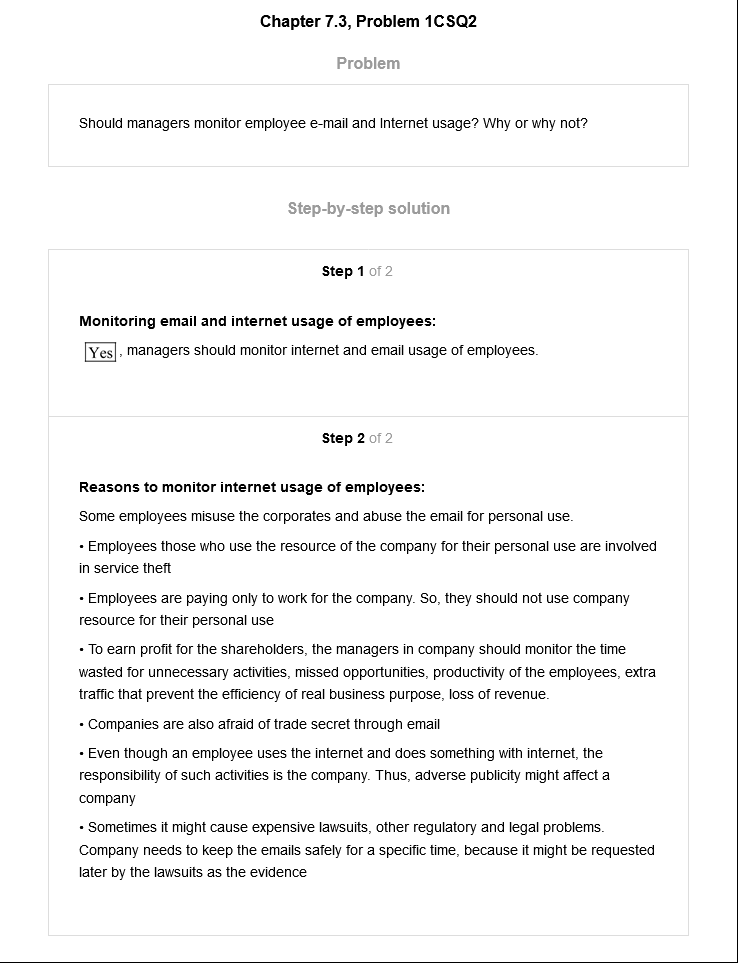 Chapter 7.3, Problem 1CSQ2
Problem
Should managers monitor employee e-mail and Internet usage? Why or why not?
Step-by-step solution
Step 1 of 2
Monitoring email and internet usage of employees:
Yes, managers should monitor internet and email usage of employees.
Step 2 of 2
Reasons to monitor internet usage of employees:
Some employees misuse the corporates and abuse the email for personal use.
• Employees those who use the resource of the company for their personal use are involved
in service theft
• Employees are paying only to work for the company. So, they should not use company
resource for their personal use
• To earn profit for the shareholders, the managers in company should monitor the time
wasted for unnecessary activities, missed opportunities, productivity of the employees, extra
traffic that prevent the efficiency of real business purpose, loss of revenue.
• Companies are also afraid of trade secret through email
• Even though an employee uses the internet and does something with internet, the
responsibility of such activities is the company. Thus, adverse publicity might affect a
company
• Sometimes it might cause expensive lawsuits, other regulatory and legal problems.
Company needs to keep the emails safely for a specific time, because it might be requested
later by the lawsuits as the evidence